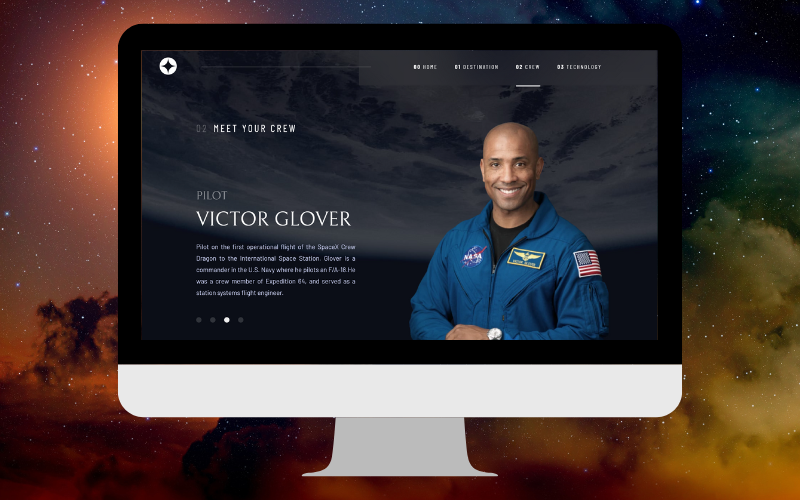 00 HOME 01 DESTINATION 02 CREW 03 TECHNOLOGY
02 MEET YOUR CREW
PILOT
VICTOR GLOVER
Pilot on the first operational flight of the SpaceX Crew
Dragon to the International Space Station. Glover is a
commander in the U.S. Navy where he pilots an F/A-18.He
was a crew member of Expedition 64, and served as a
station systems flight engineer.
NASA